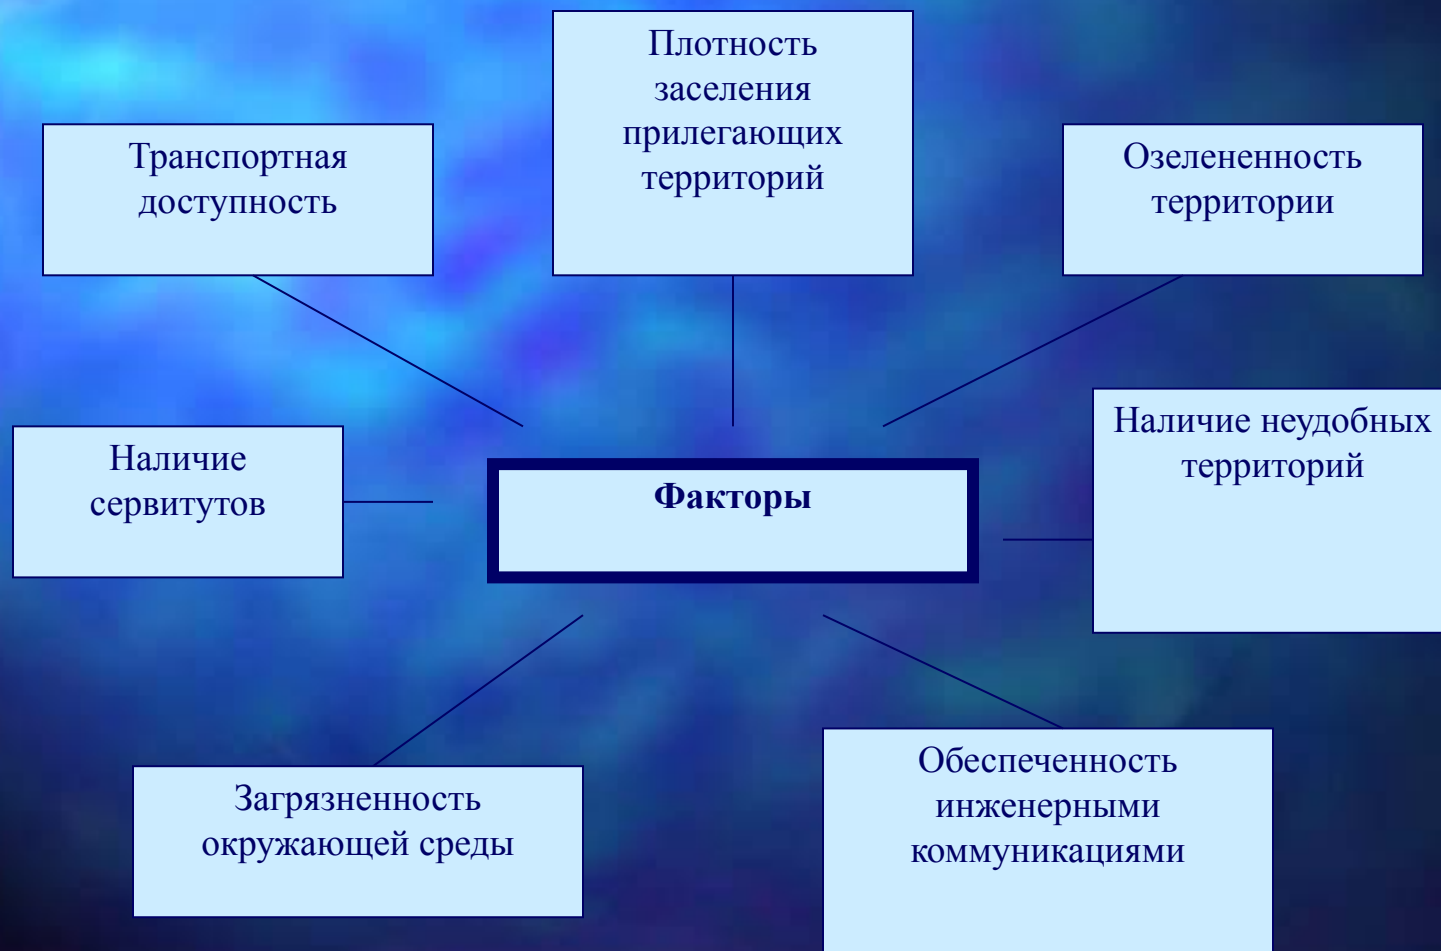 Плотность
заселения
прилегающих
территорий
Транспортная
доступность
Озелененность
территории
Наличие неудобных
территорий
Наличие
сервитутов
Факторы
Загрязненность
окружающей среды
Обеспеченность
инженерными
коммуникациями